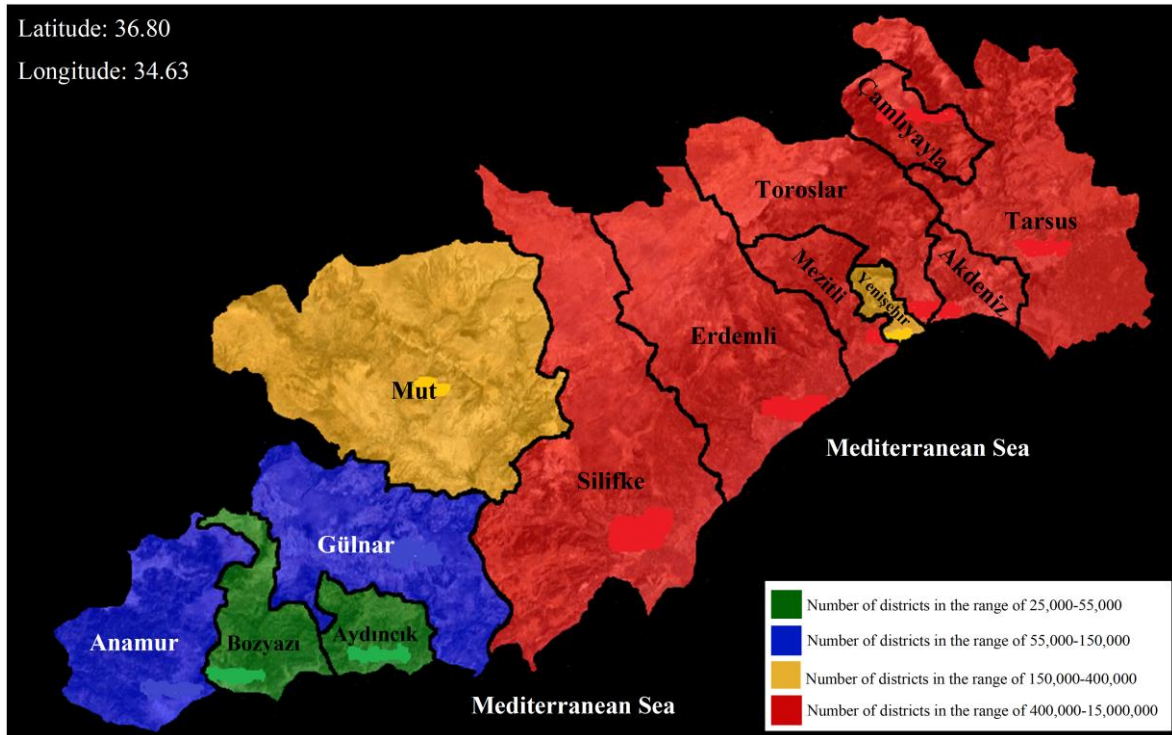 Latitude: 36.80
Longitude: 34.63
Çamlıyayla
Toroslar
Tarsus
Akdeniz
Mezitli
Yenişehir
Erdemli
Mut
Mediterranean Sea
Silifke
Gülnar
Anamur
Bozyazı
Aydıncık
Mediterranean Sea
Number of districts in the range of 25,000-55,000
Number of districts in the range of 55,000-150,000
Number of districts in the range of 150,000-400,000
Number of districts in the range of 400,000-15,000,000